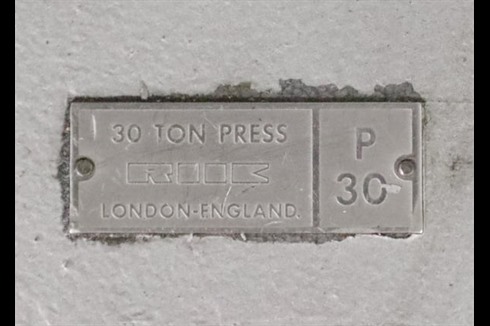 30 TON PRESS
LONDON-ENGLAND.
P
30